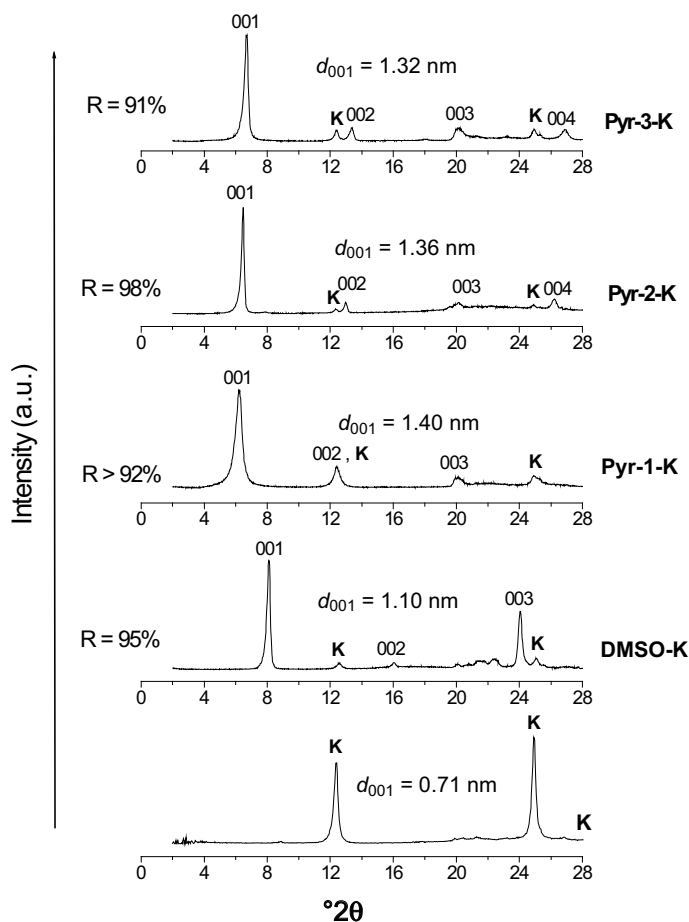 001
d001 = 1.32 nm
R = 91%
K 002 003 K 004
Pyr-3-K
0 4 8 12 16 20 24 28
001
d001 = 1.36 nm
R = 98%
K 002 003 K 004
Pyr-2-K
0 4 8 12 16 20 24 28
001
d001 = 1.40 nm
R > 92%
002 , K 003 K
Pyr-1-K
0 4 8 12 16 20 24 28
001
d001 = 1.10 nm
R = 95%
K 002 003 K
DMSO-K
0 4 8 12 16 20 24 28
K K
d001 = 0.71 nm
K
0 4 8 12 16 20 24 28
°2θ
Intensity (a.u.)